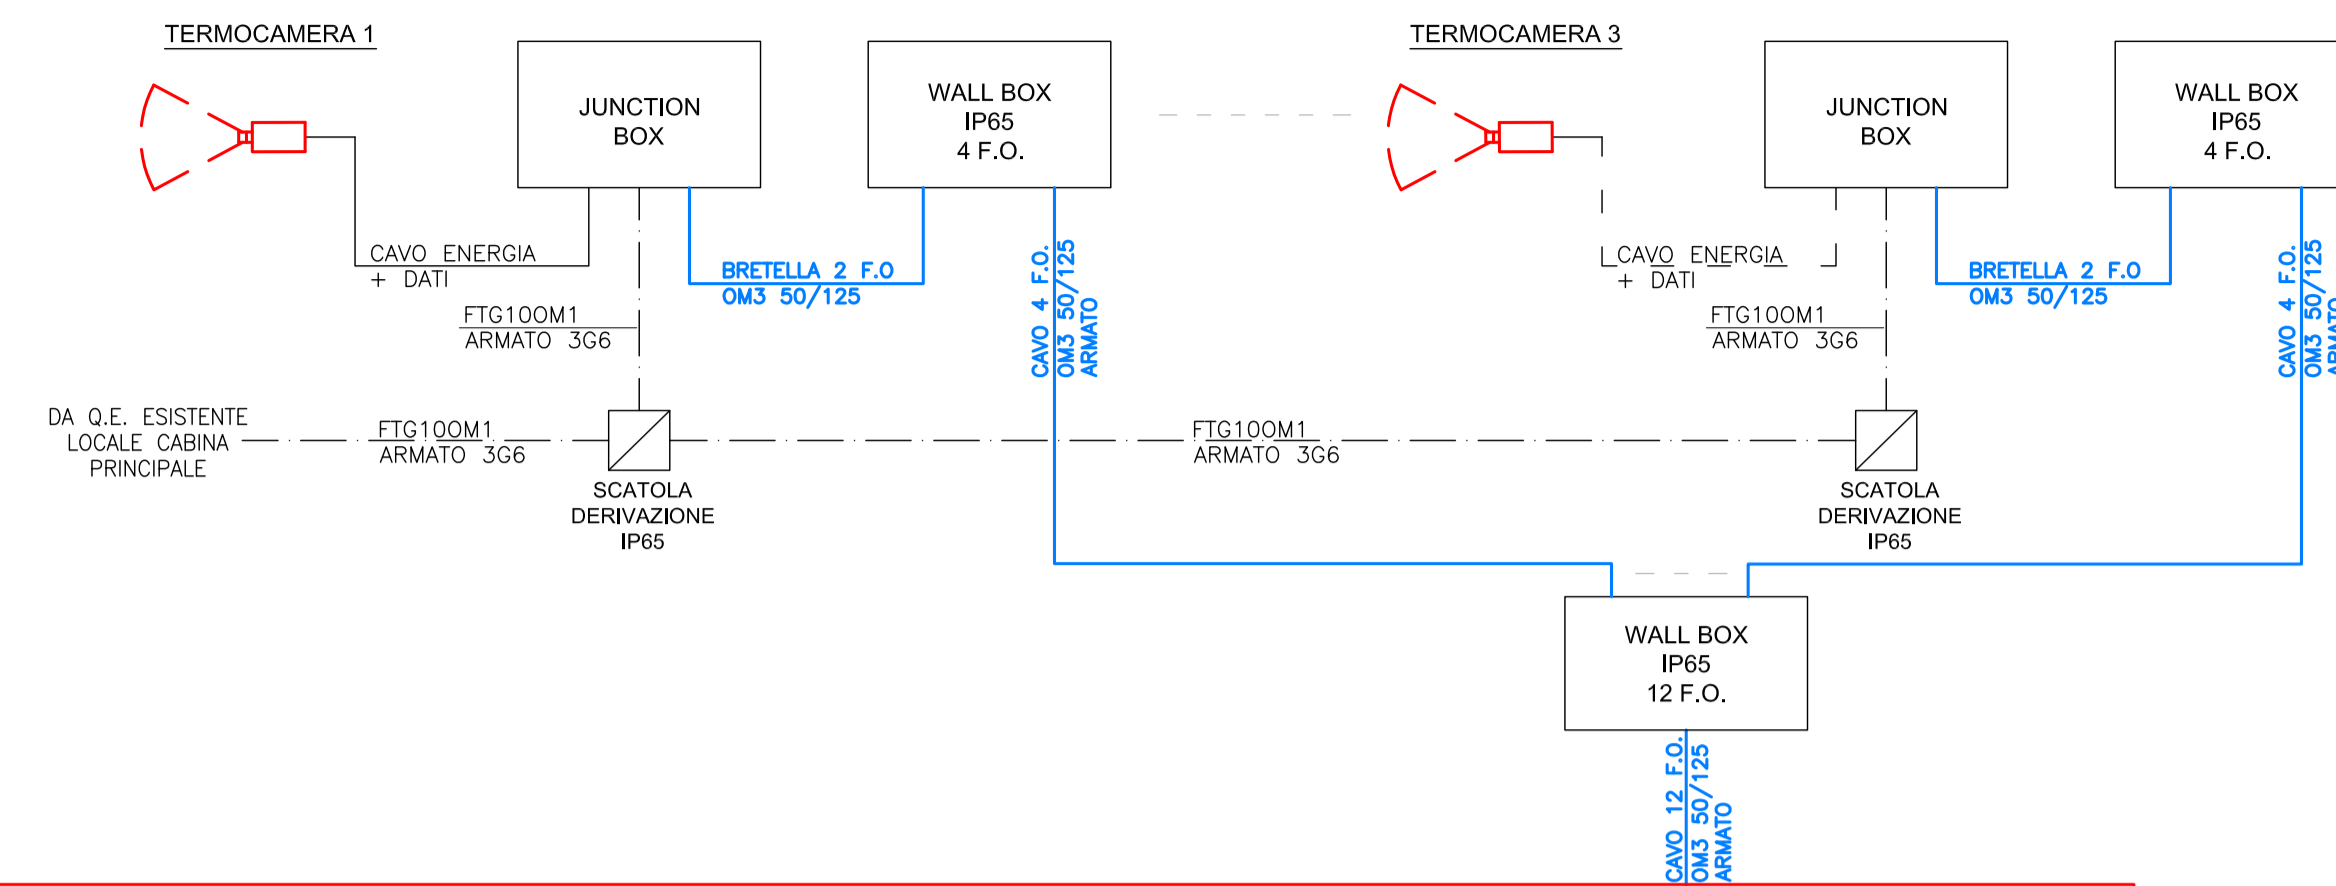 TERMOCAMERA 1
JUNCTION
BOX
WALL BOX
IP65
4 F.O.
CAVO ENERGIA
+ DATI
BRETELLA 2 F.O
OM3 50/125
FTG10OM1
ARMATO 3G6
CAVO 4 F.O.
OM3 50/125
ARMATO
TERMOCAMERA 3
JUNCTION
BOX
WALL BOX
IP65
4 F.O.
CAVO ENERGIA
+ DATI
BRETELLA 2 F.O
OM3 50/125
FTG10OM1
ARMATO 3G6
CAVO 4 F.O.
OM3 50/125
ARMATO
DA Q.E. ESISTENTE
LOCALE CABINA
PRINCIPALE
FTG10OM1
ARMATO 3G6
SCATOLA
DERIVAZIONE
IP65
FTG10OM1
ARMATO 3G6
SCATOLA
DERIVAZIONE
IP65
WALL BOX
IP65
12 F.O.
CAVO 12 F.O.
OM3 50/125
ARMATO